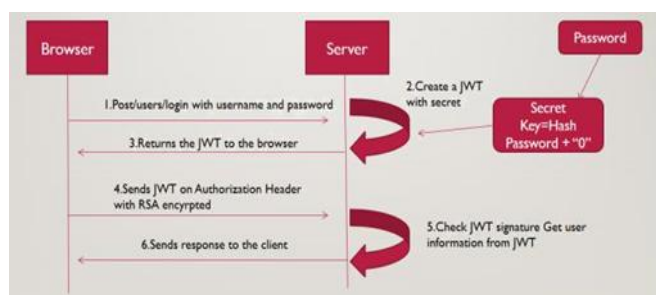 Browser
Server
Password
1.Post/users/login with username and password
2.Create a JWT
with secret
Secret
Key=Hash
Password + "0"
3.Returns the JWT to the browser
4.Sends JWT on Authorization Header
with RSA encyrpted
5.Check JWT signature Get user
information from JWT
6.Sends response to the client